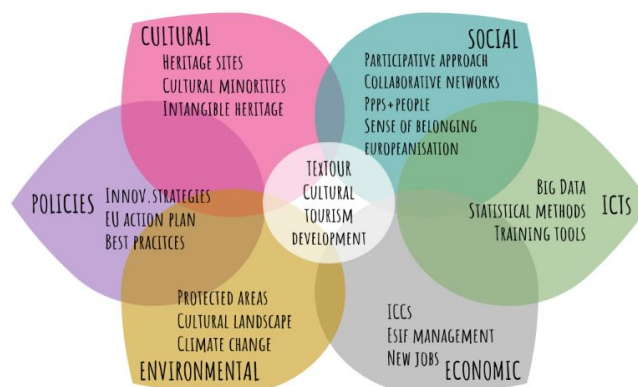 CULTURAL
HERITAGE SITES
CULTURAL MINORITIES
INTANGIBLE HERITAGE
SOCIAL
PARTICIPATIVE APPROACH
COLLABORATIVE NETWORKS
PPPS+PEOPLE
SENSE OF BELONGING
EUROPEANISATION
POLICIES
INNOV.STRATEGIES
EU ACTION PLAN
BEST PRACITCES
TEXTOUR
CULTURAL
TOURISM
DEVELOPMENT
ICTs
BIG DATA
STATISTICAL METHODS
TRAINING TOOLS
PROTECTED AREAS
CULTURAL LANDSCAPE
CLIMATE CHANGE
ENVIRONMENTAL
ICCS
ESIF MANAGEMENT
NEW JOBS
ECONOMIC